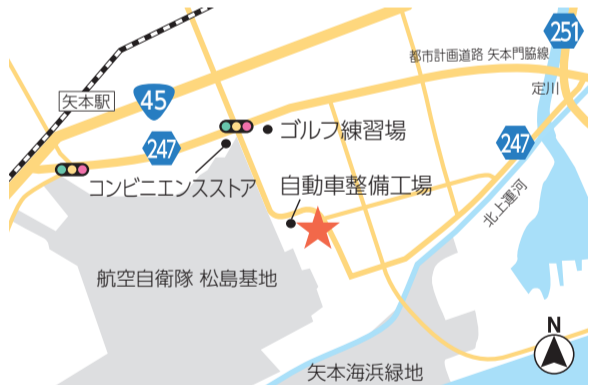 251
都市計画道路 矢本門脇線
定川
矢本駅
45
ゴルフ練習場
247
247
コンビニエンスストア
自動車整備工場
北上運河
航空自衛隊 松島基地
N
矢本海浜緑地